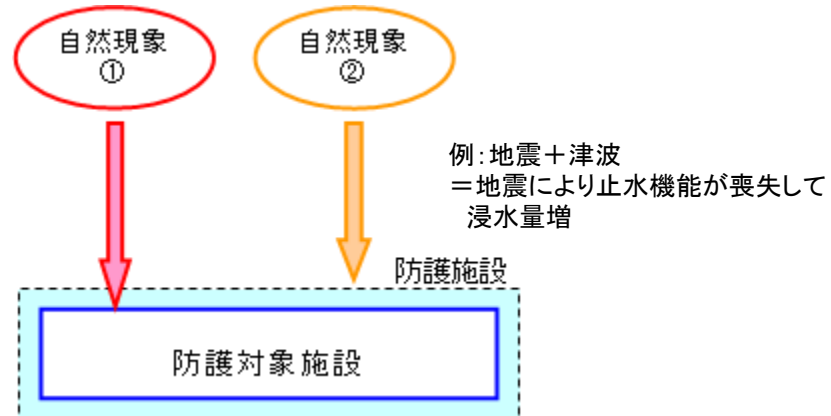 自然現象
①
自然現象
②
例：地震＋津波
＝地震により止水機能が喪失して
浸水量増
防護施設
防護対象施設